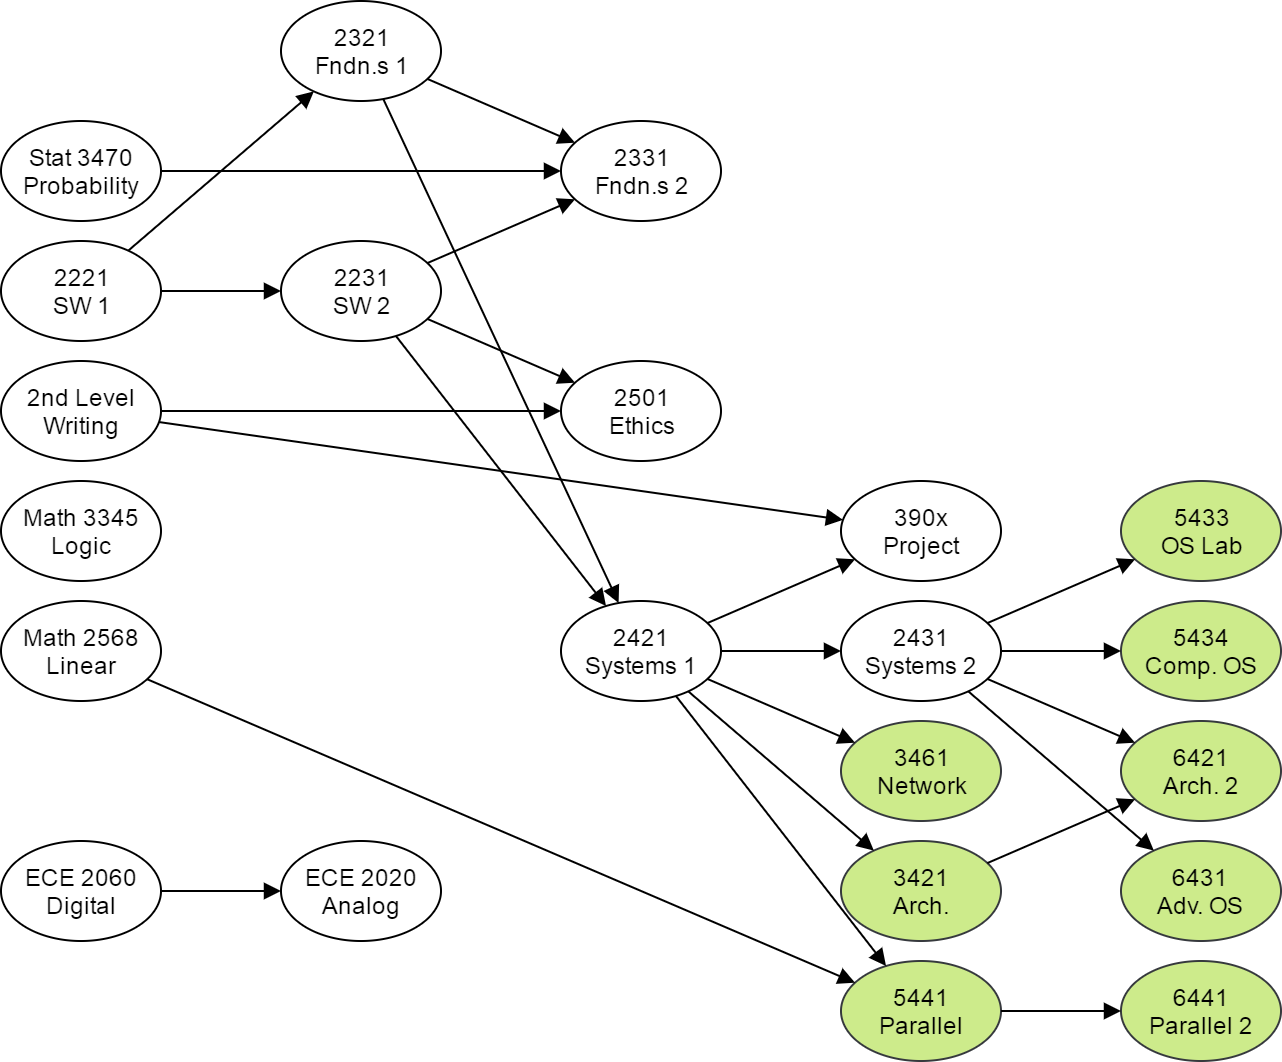 2321
Fndn.s 1
Stat 3470
Probability
2331
Fndn.s 2
2221
SW 1
2231
SW 2
2nd Level
Writing
2501
Ethics
Math 3345
Logic
390x
Project
5433
OS Lab
Math 2568
Linear
2421
Systems 1
2431
Systems 2
5434
Comp. OS
3461
Network
6421
Arch. 2
ECE 2060
Digital
ECE 2020
Analog
3421
Arch.
6431
Adv. OS
5441
Parallel
6441
Parallel 2